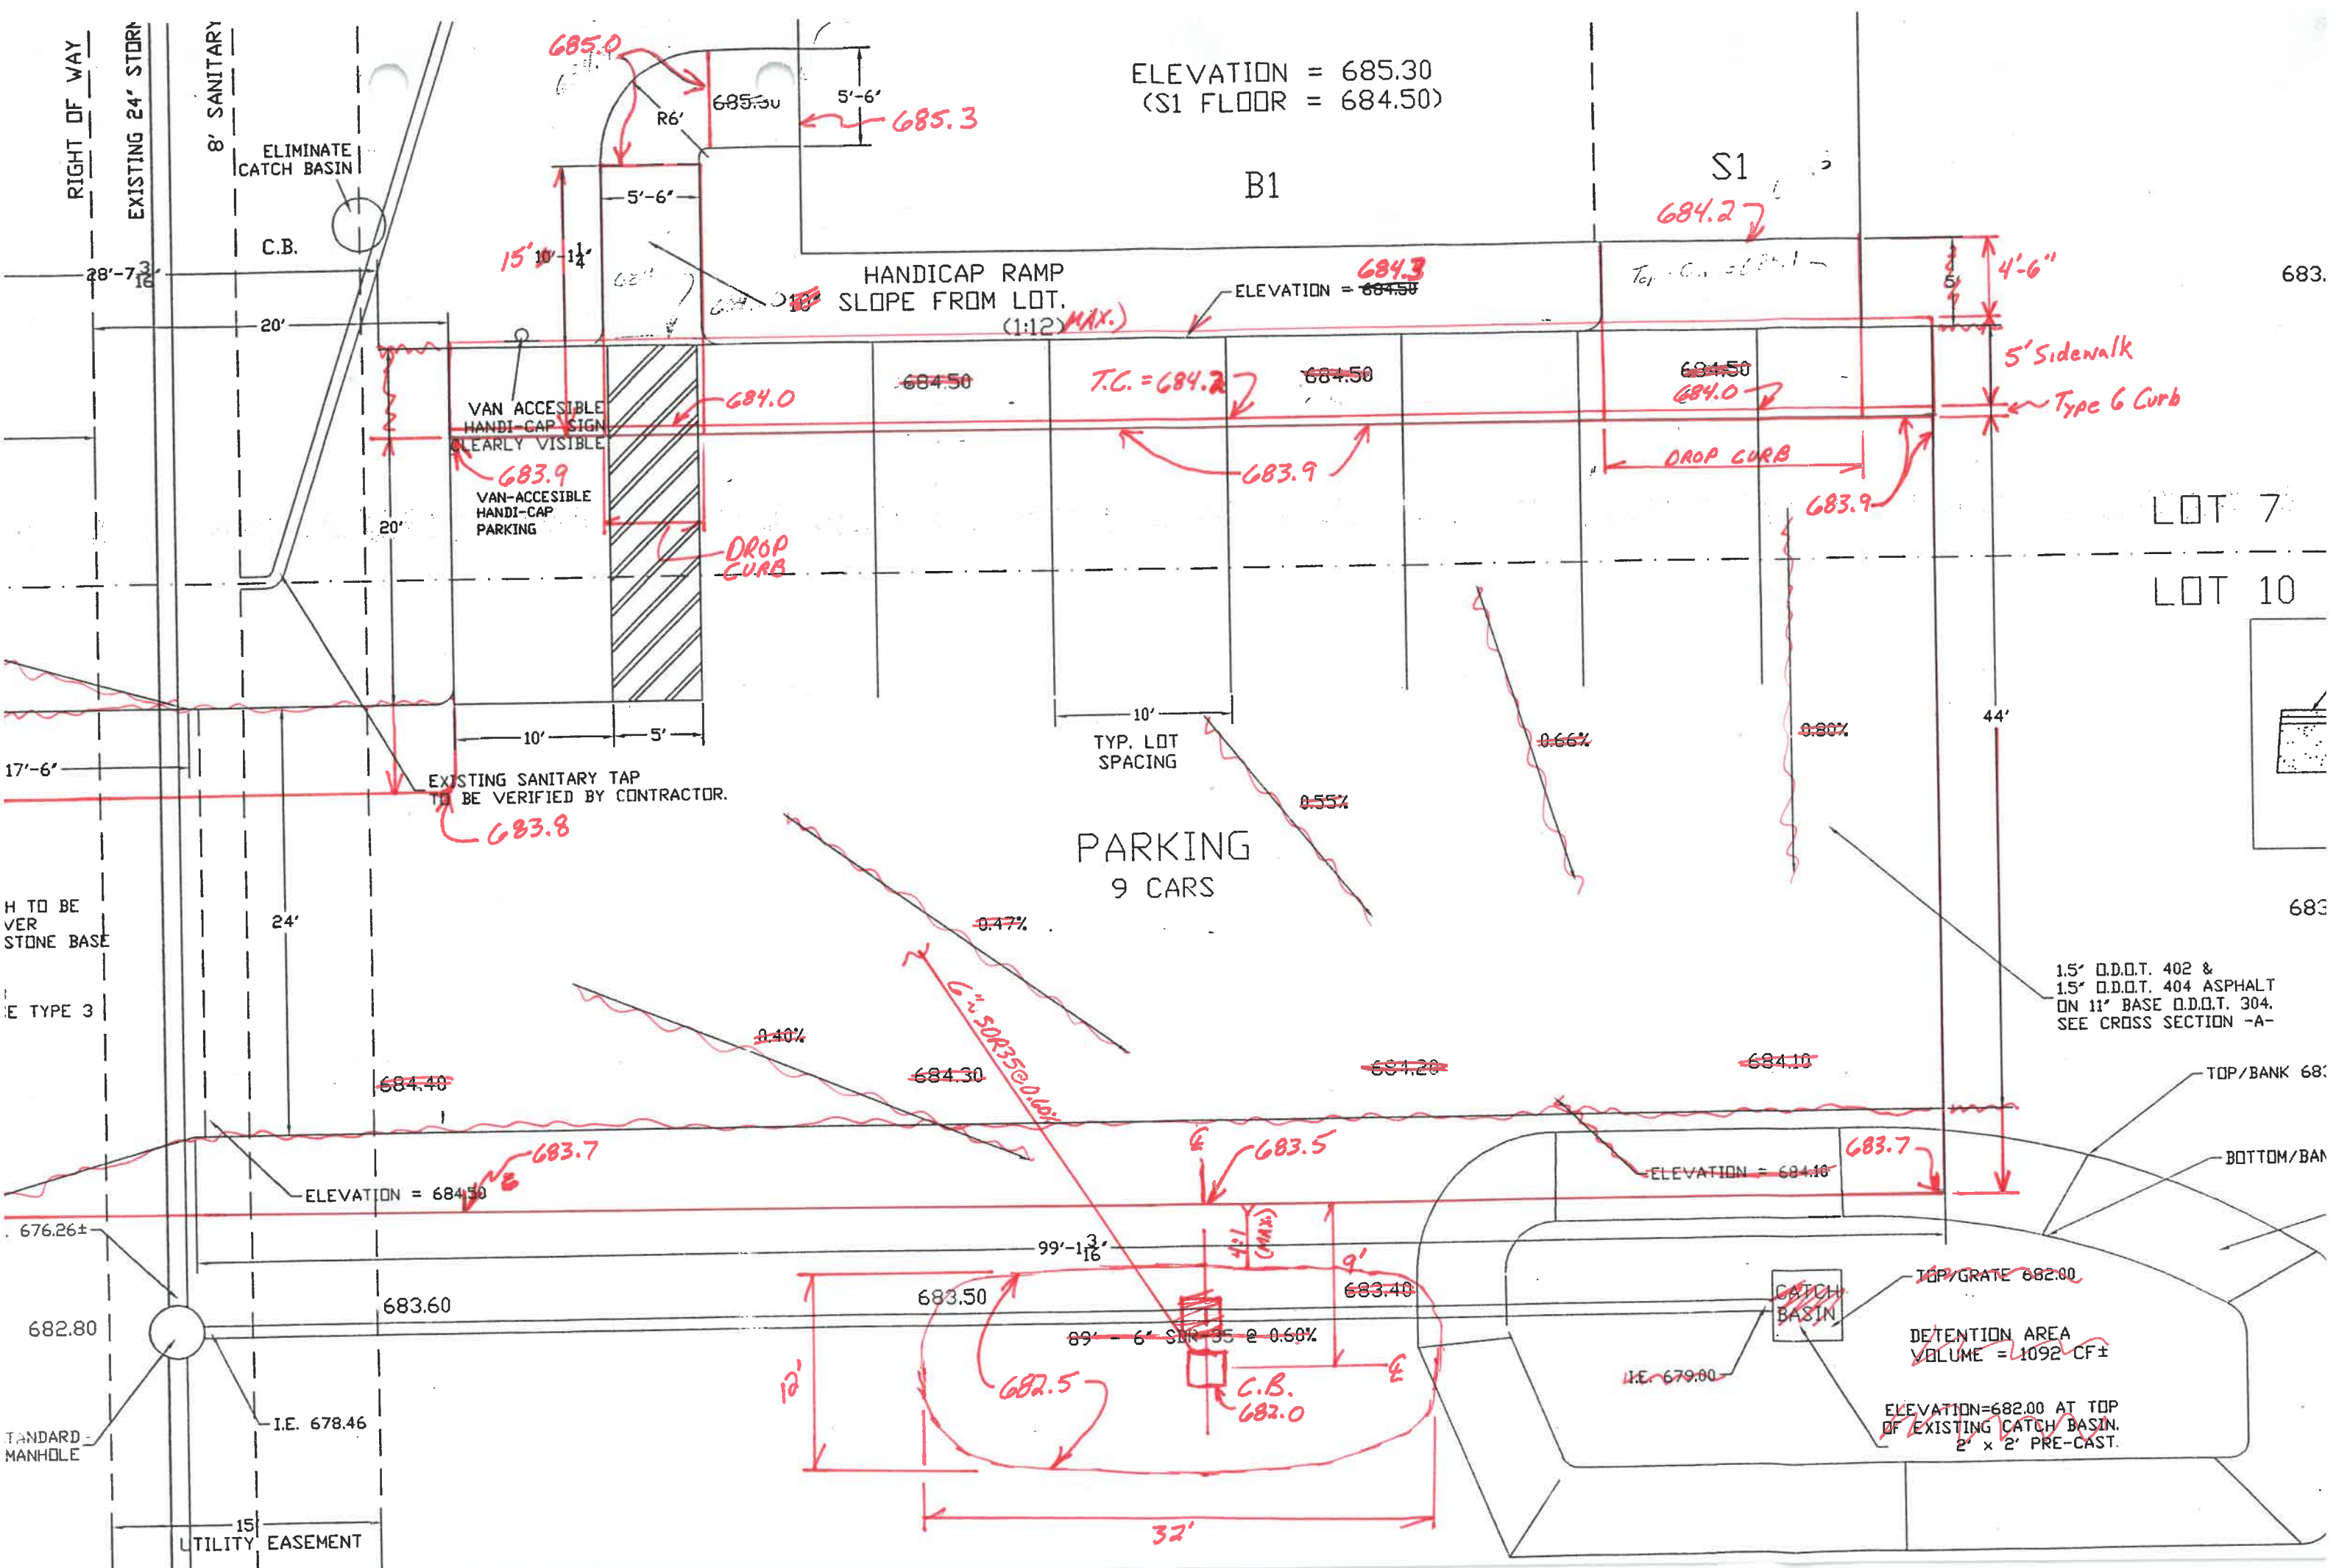 RIGHT OF WAY
EXISTING 24" STORM
8" SANITARY
ELIMINATE
CATCH BASIN
C.B.
28'-7 3/16"
20'
685.0
R6'
685.30
5'-6"
685.3
ELEVATION = 685.30
(S1 FLOOR = 684.50)
B1
S1
684.2
5'-6"
15'
10'-1 1/4"
HANDICAP RAMP
SLOPE FROM LOT.
(1:12) MAX.)
684.3
ELEVATION = 684.50
5'
4'-6"
683.
5' Sidewalk
Type 6 Curb
VAN ACCESIBLE
HANDI-CAP SIGN
CLEARLY VISIBLE
683.9
VAN-ACCESIBLE
HANDI-CAP
PARKING
20'
684.0
684.50
T.C. = 684.2
684.50
684.50
684.0
683.9
DROP CURB
683.9
DROP
CURB
LOT 7
LOT 10
10'
5'
10'
TYP. LOT
SPACING
0.66%
0.80%
44'
17'-6"
EXISTING SANITARY TAP
TO BE VERIFIED BY CONTRACTOR.
683.8
0.55%
PARKING
9 CARS
H TO BE
VER
STONE BASE
E TYPE 3
24'
0.47%
683
1.5" O.D.O.T. 402 &
1.5" O.D.O.T. 404 ASPHALT
ON 11" BASE O.D.O.T. 304.
SEE CROSS SECTION -A-
6" SDR35@0.60%
0.40%
684.40
684.30
684.20
684.10
TOP/BANK 68
683.7
683.5
683.7
ELEVATION = 684.50
ELEVATION = 684.10
BOTTOM/BAN
676.26±
99'-1 3/16"
4:1
(MAX.)
9'
683.60
683.50
683.40
CATCH
BASIN
TOP/GRATE 682.00
682.80
89' - 6" SDR 35 @ 0.60%
DETENTION AREA
VOLUME = 1092 CF±
12'
682.5
C.B.
682.0
I.E. 679.00
I.E. 678.46
ELEVATION=682.00 AT TOP
OF EXISTING CATCH BASIN.
2' x 2' PRE-CAST.
TANDARD
MANHOLE
32'
15'
UTILITY EASEMENT